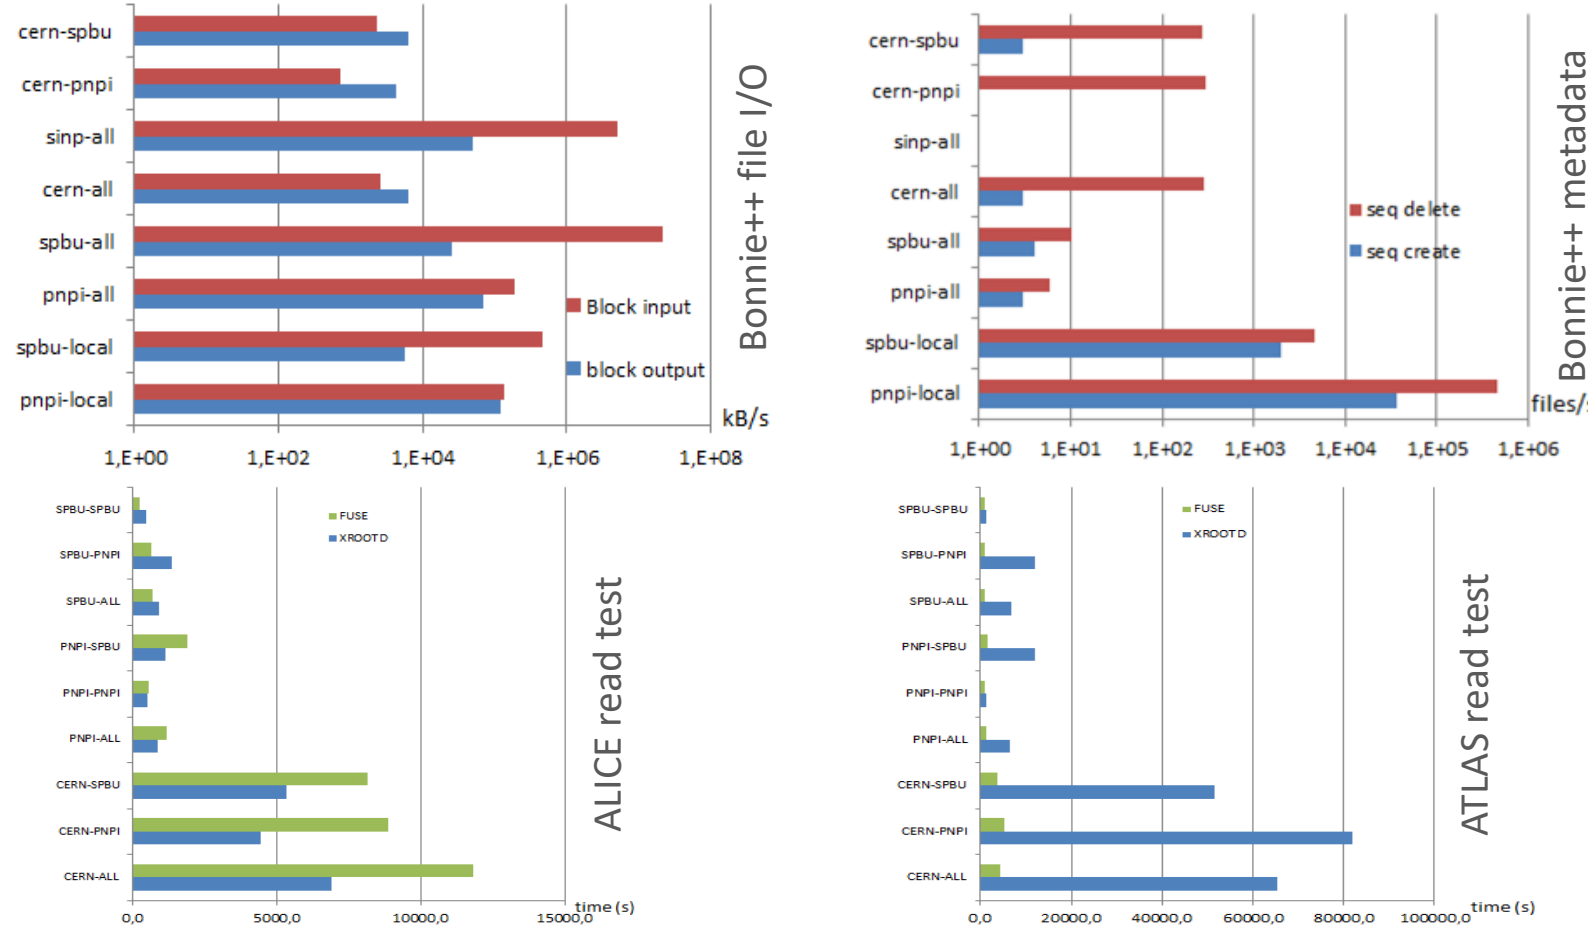 cern-spbu
cern-pnpi
sinp-all
cern-all
spbu-all
pnpi-all
spbu-local
pnpi-local
Block input
block output
kB/s
1,E+00 1,E+02 1,E+04 1,E+06 1,E+08
Bonnie++ file I/O
cern-spbu
cern-pnpi
sinp-all
cern-all
spbu-all
pnpi-all
spbu-local
pnpi-local
seq delete
seq create
files/s
1,E+00 1,E+01 1,E+02 1,E+03 1,E+04 1,E+05 1,E+06
Bonnie++ metadata
SPBU-SPBU
SPBU-PNPI
SPBU-ALL
PNPI-SPBU
PNPI-PNPI
PNPI-ALL
CERN-SPBU
CERN-PNPI
CERN-ALL
FUSE
XROOTD
time (s)
0,0 5000,0 10000,0 15000,0
ALICE read test
SPBU-SPBU
SPBU-PNPI
SPBU-ALL
PNPI-SPBU
PNPI-PNPI
PNPI-ALL
CERN-SPBU
CERN-PNPI
CERN-ALL
FUSE
XROOTD
time (s)
0,0 20000,0 40000,0 60000,0 80000,0 100000,0
ATLAS read test